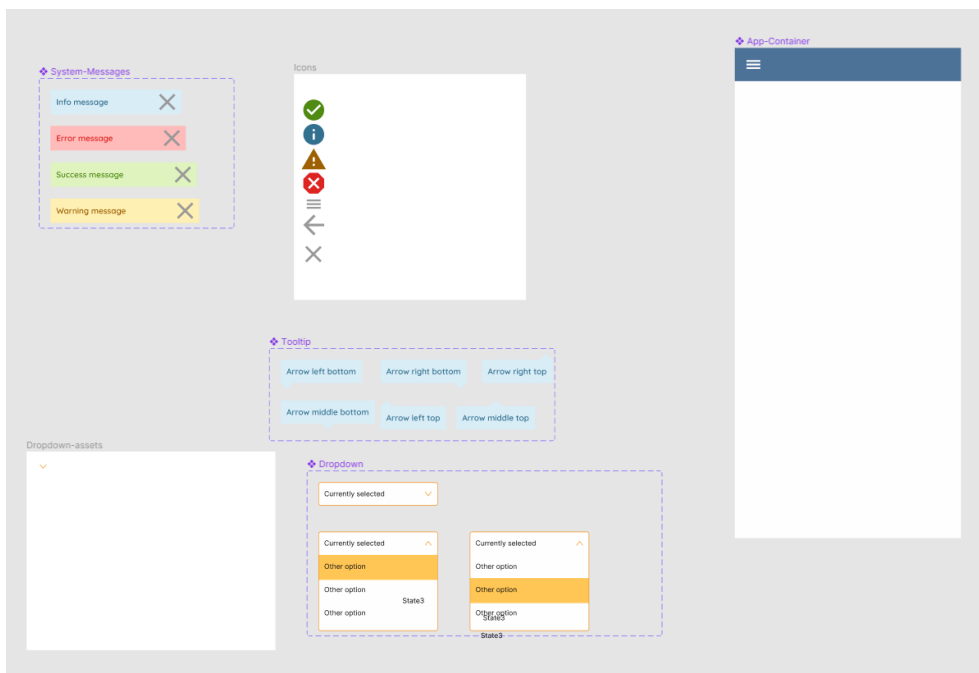 App-Container
System-Messages
Icons
Info message
Error message
Success message
Warning message
Tooltip
Arrow left bottom
Arrow right bottom
Arrow right top
Arrow middle bottom
Arrow left top
Arrow middle top
Dropdown-assets
Dropdown
Currently selected
Currently selected
Other option
Other option
State3
Other option
Currently selected
Other option
Other option
Other option
State3
State3